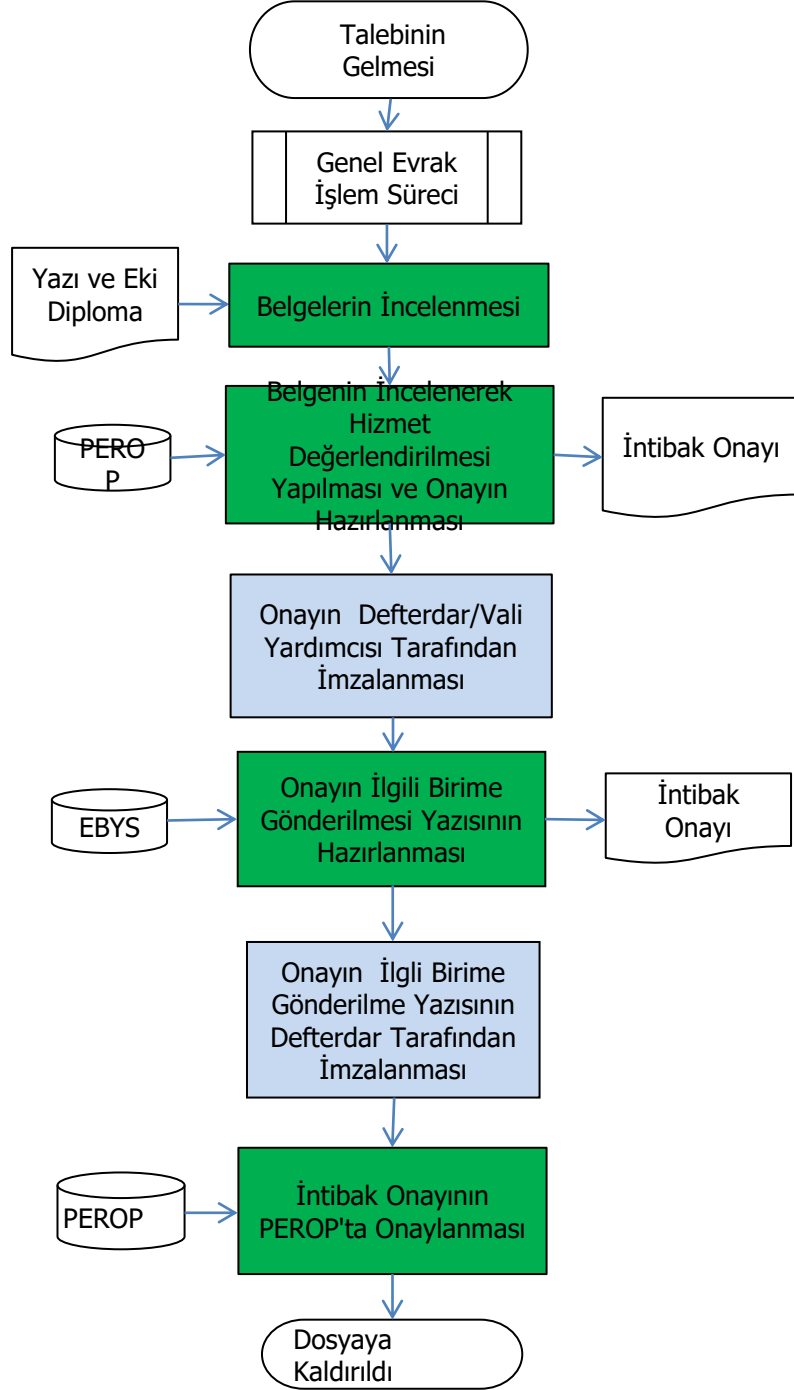 Talebinin
Gelmesi
Genel Evrak
İşlem Süreci
Yazı ve Eki
Diploma
Belgelerin İncelenmesi
Belgenin İncelenerek
Hizmet
Değerlendirilmesi
Yapılması ve Onayın
Hazırlanması
PERO
P
İntibak Onayı
Onayın  Defterdar/Vali
Yardımcısı Tarafından
İmzalanması
EBYS
Onayın İlgili Birime
Gönderilmesi Yazısının
Hazırlanması
İntibak
Onayı
Onayın  İlgli Birime
Gönderilme Yazısının
Defterdar Tarafından
İmzalanması
PEROP
İntibak Onayının
PEROP'ta Onaylanması
Dosyaya
Kaldırıldı